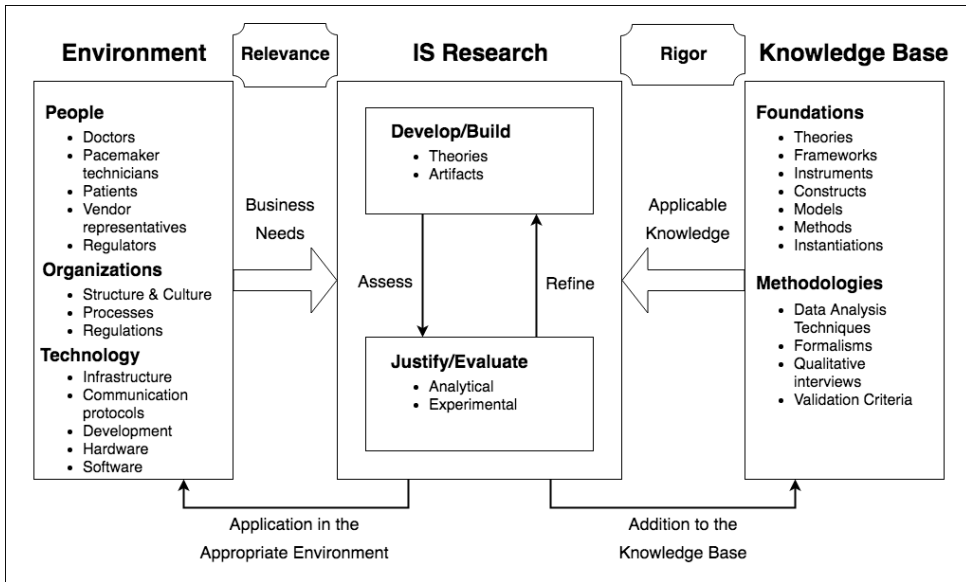 Environment
Relevance
IS Research
Rigor
Knowledge Base
People
• Doctors
• Pacemaker
technicians
• Patients
• Vendor
representatives
• Regulators
Organizations
• Structure & Culture
• Processes
• Regulations
Technology
• Infrastructure
• Communication
protocols
• Development
• Hardware
• Software
Business
Needs
Develop/Build
• Theories
• Artifacts
Assess
Refine
Justify/Evaluate
• Analytical
• Experimental
Applicable
Knowledge
Foundations
• Theories
• Frameworks
• Instruments
• Constructs
• Models
• Methods
• Instantiations
Methodologies
• Data Analysis
Techniques
• Formalisms
• Qualitative
interviews
• Validation Criteria
Application in the
Appropriate Environment
Addition to the
Knowledge Base